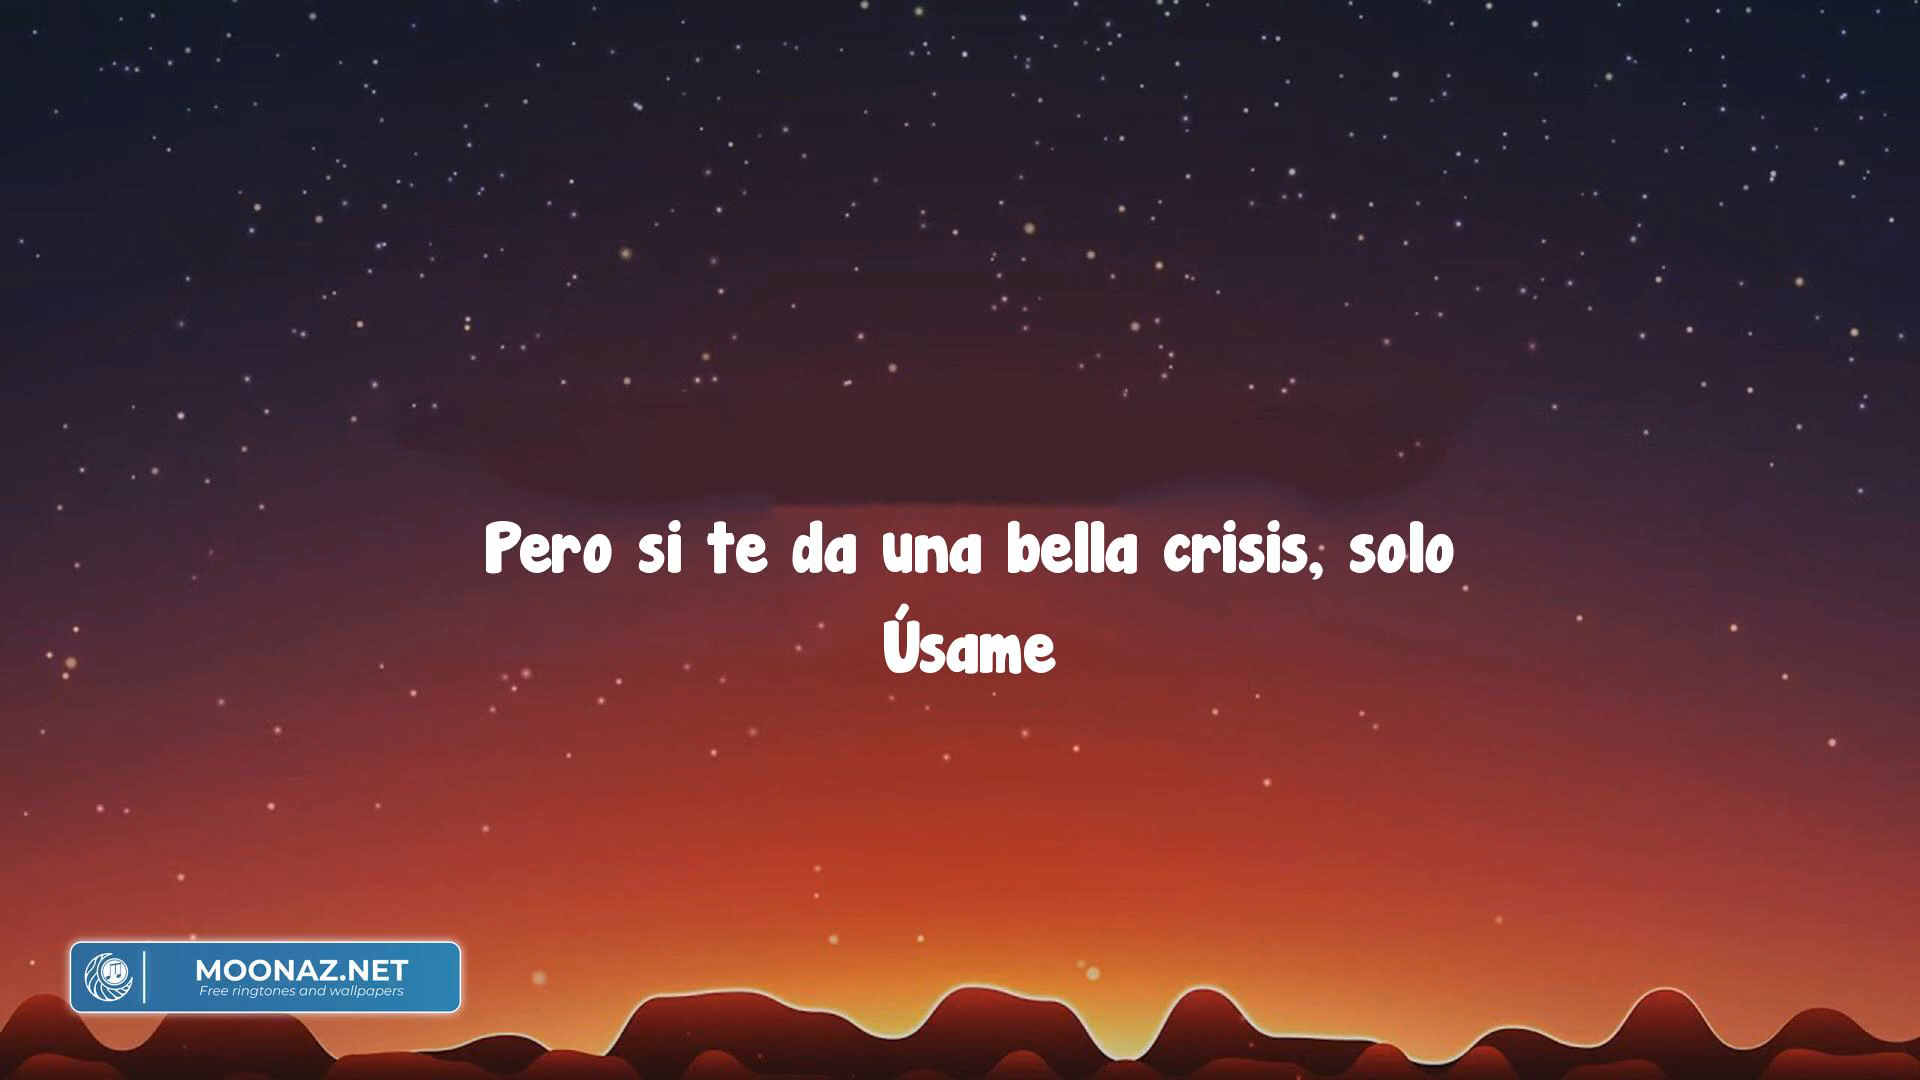 Pero si te da una bella crisis, solo
Úsame
MOONAZ.NET
Free ringtones and wallpapers